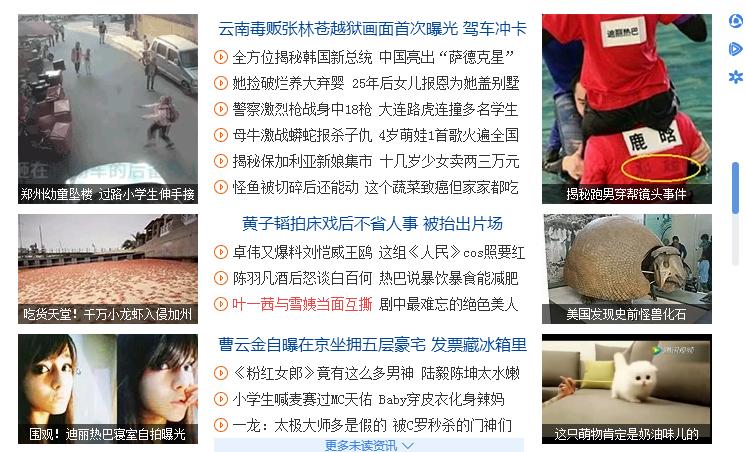 云南毒贩张林苍越狱画面首次曝光 驾车冲卡
全方位揭秘韩国新总统 中国亮出“萨德克星”
她捡破烂养大弃婴 25年后女儿报恩为她盖别墅
警察激烈枪战身中18枪 大连路虎连撞多名学生
母牛激战蟒蛇报杀子仇 4岁萌娃1首歌火遍全国
揭秘保加利亚新娘集市 十几岁少女卖两三万元
怪鱼被切碎后还能动 这个蔬菜致癌但家家都吃
郑州幼童坠楼 过路小学生伸手接
迪丽热巴
鹿晗
揭秘跑男穿帮镜头事件
黄子韬拍床戏后不省人事 被抬出片场
卓伟又爆料刘恺威王鸥 这组《人民》cos照要红
陈羽凡酒后怒谈白百何 热巴说暴饮暴食能减肥
叶一茜与雪姨当面互撕 剧中最难忘的绝色美人
吃货天堂！千万小龙虾入侵加州
美国发现史前怪兽化石
曹云金自曝在京坐拥五层豪宅 发票藏冰箱里
《粉红女郎》竟有这么多男神 陆毅陈坤太水嫩
小学生喊麦赛过MC天佑 Baby穿皮衣化身辣妈
一龙：太极大师多是假的 被C罗秒杀的门神们
围观！迪丽热巴寝室自拍曝光
腾讯视频
这只萌物肯定是奶油味儿的
更多未读资讯